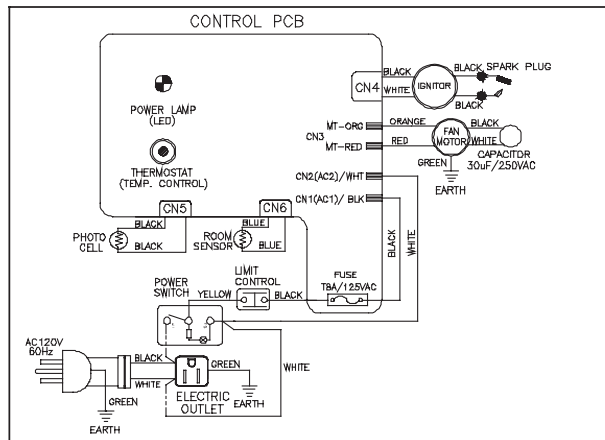 CONTROL PCB
POWER LAMP
(LED)
THERMOSTAT
(TEMP. CONTROL)
CN4
BLACK
WHITE
IGNITOR
BLACK
SPARK PLUG
BLACK
CN3
MT-ORG
ORANGE
MT-RED
RED
FAN
MOTOR
BLACK
WHITE
CAPACITOR
30uF/250VAC
GREEN
EARTH
CN2(AC2)/WHT
CN1(AC1)/ BLK
CN5
CN6
BLACK
BLACK
PHOTO
CELL
BLUE
BLUE
ROOM
SENSOR
BLACK
WHITE
POWER
SWITCH
YELLOW
LIMIT
CONTROL
BLACK
FUSE
T8A/125VAC
AC120V
60Hz
BLACK
WHITE
GREEN
EARTH
ELECTRIC
OUTLET
GREEN
EARTH
WHITE